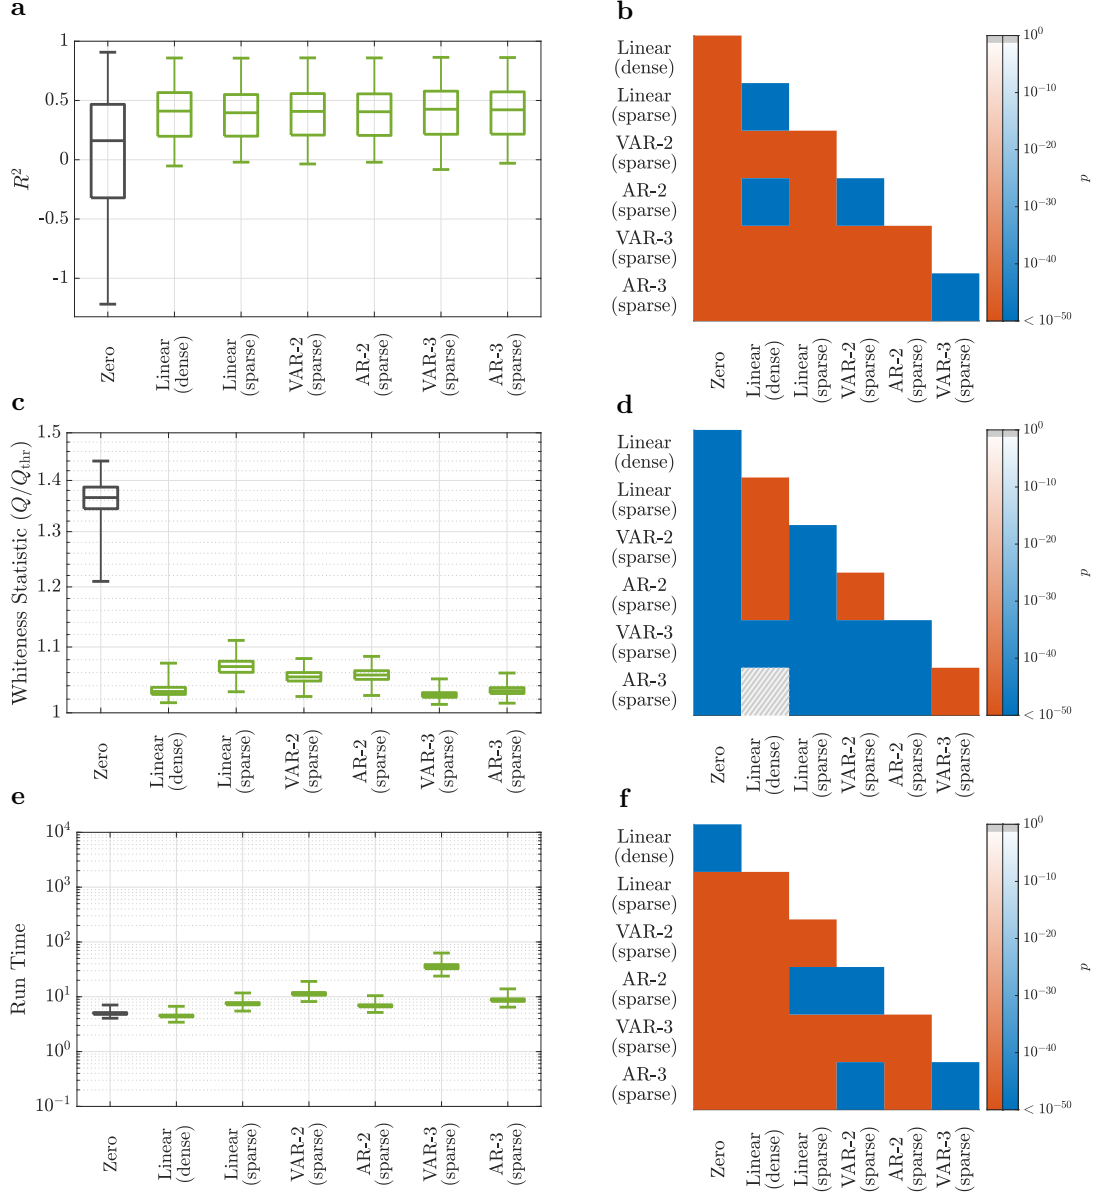 a
1
0.5
0
-0.5
-1
R²
Zero
Linear
(dense)
Linear
(sparse)
VAR-2
(sparse)
AR-2
(sparse)
VAR-3
(sparse)
AR-3
(sparse)
b
Linear
(dense)
Linear
(sparse)
VAR-2
(sparse)
AR-2
(sparse)
VAR-3
(sparse)
AR-3
(sparse)
Zero
Linear
(dense)
Linear
(sparse)
VAR-2
(sparse)
AR-2
(sparse)
VAR-3
(sparse)
10⁰
10⁻¹⁰
10⁻²⁰
10⁻³⁰
10⁻⁴⁰
< 10⁻⁵⁰
p
c
1.5
1.4
1.3
1.2
1.1
1
Whiteness Statistic (Q/Qthr)
Zero
Linear
(dense)
Linear
(sparse)
VAR-2
(sparse)
AR-2
(sparse)
VAR-3
(sparse)
AR-3
(sparse)
d
Linear
(dense)
Linear
(sparse)
VAR-2
(sparse)
AR-2
(sparse)
VAR-3
(sparse)
AR-3
(sparse)
Zero
Linear
(dense)
Linear
(sparse)
VAR-2
(sparse)
AR-2
(sparse)
VAR-3
(sparse)
10⁰
10⁻¹⁰
10⁻²⁰
10⁻³⁰
10⁻⁴⁰
< 10⁻⁵⁰
p
e
10⁴
10³
10²
10¹
10⁰
10⁻¹
Run Time
Zero
Linear
(dense)
Linear
(sparse)
VAR-2
(sparse)
AR-2
(sparse)
VAR-3
(sparse)
AR-3
(sparse)
f
Linear
(dense)
Linear
(sparse)
VAR-2
(sparse)
AR-2
(sparse)
VAR-3
(sparse)
AR-3
(sparse)
Zero
Linear
(dense)
Linear
(sparse)
VAR-2
(sparse)
AR-2
(sparse)
VAR-3
(sparse)
10⁰
10⁻¹⁰
10⁻²⁰
10⁻³⁰
10⁻⁴⁰
< 10⁻⁵⁰
p